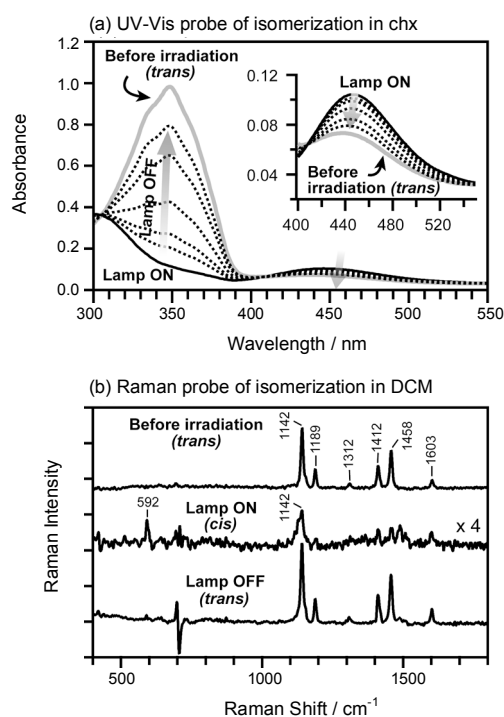 (a) UV-Vis probe of isomerization in chx
1.2
1.0
0.8
0.6
0.4
0.2
0.0
Absorbance
Before irradiation
(trans)
Lamp OFF
Lamp ON
0.12
0.08
0.04
Lamp ON
Before
irradiation (trans)
400 440 480 520
300 350 400 450 500 550
Wavelength / nm
(b) Raman probe of isomerization in DCM
Raman Intensity
Before irradiation
(trans)
1142
1189
1312
1412
1458
1603
Lamp ON
(cis)
592
1142
x 4
Lamp OFF
(trans)
500 1000 1500
Raman Shift / cm-1